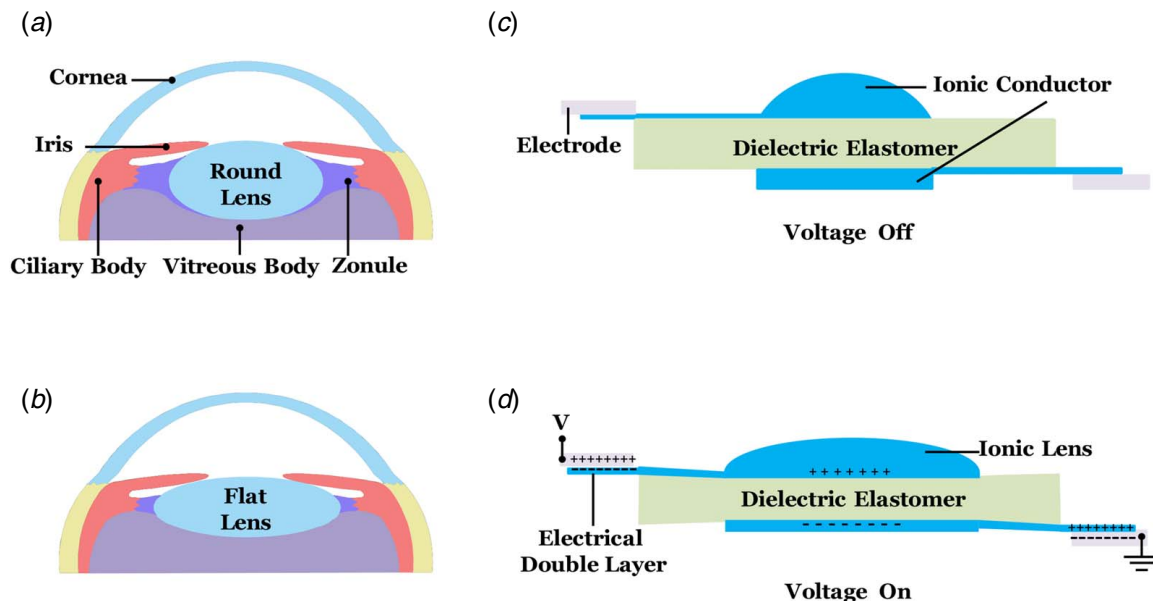 (a)
Cornea
Iris
Round
Lens
Ciliary Body
Vitreous Body
Zonule
(c)
Ionic Conductor
Electrode
Dielectric Elastomer
Voltage Off
(b)
Flat
Lens
(d)
V
++++++++
--------
Ionic Lens
+ + + + + + +
Dielectric Elastomer
- - - - - - - -
++++++++
--------
Electrical
Double Layer
Voltage On